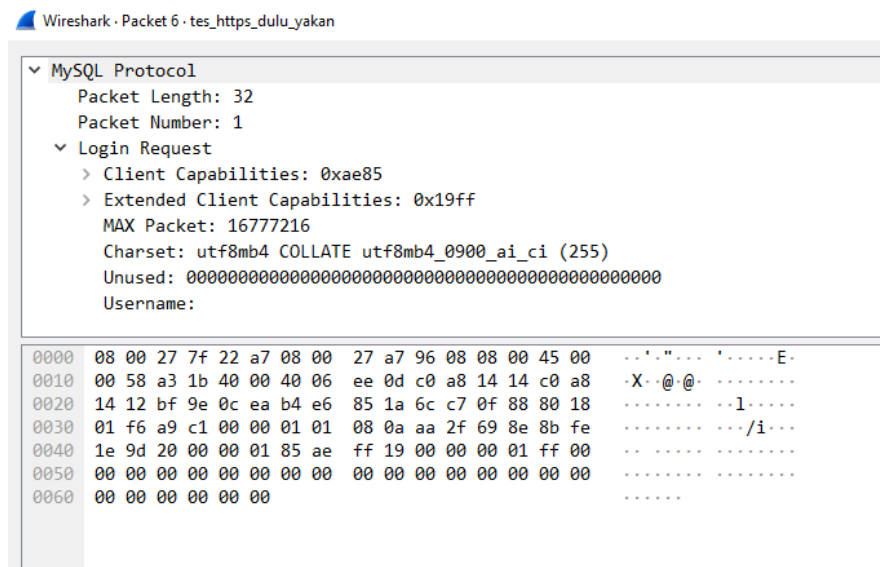 Wireshark · Packet 6 · tes_https_dulu_yakan
MySQL Protocol
Packet Length: 32
Packet Number: 1
Login Request
Client Capabilities: 0xae85
Extended Client Capabilities: 0x19ff
MAX Packet: 16777216
Charset: utf8mb4 COLLATE utf8mb4_0900_ai_ci (255)
Unused: 0000000000000000000000000000000000000000000000
Username:
0000 08 00 27 7f 22 a7 08 00 27 a7 96 08 08 00 45 00 ··'·"··· '·····E·
0010 00 58 a3 1b 40 00 40 06 ee 0d c0 a8 14 14 c0 a8 ·X··@·@· ········
0020 14 12 bf 9e 0c ea b4 e6 85 1a 6c c7 0f 88 80 18 ········ ··l·····
0030 01 f6 a9 c1 00 00 01 01 08 0a aa 2f 69 8e 8b fe ········ ···/i···
0040 1e 9d 20 00 00 01 85 ae ff 19 00 00 00 01 ff 00 ·· ····· ········
0050 00 00 00 00 00 00 00 00 00 00 00 00 00 00 00 00 ········ ········
0060 00 00 00 00 00 00 ······